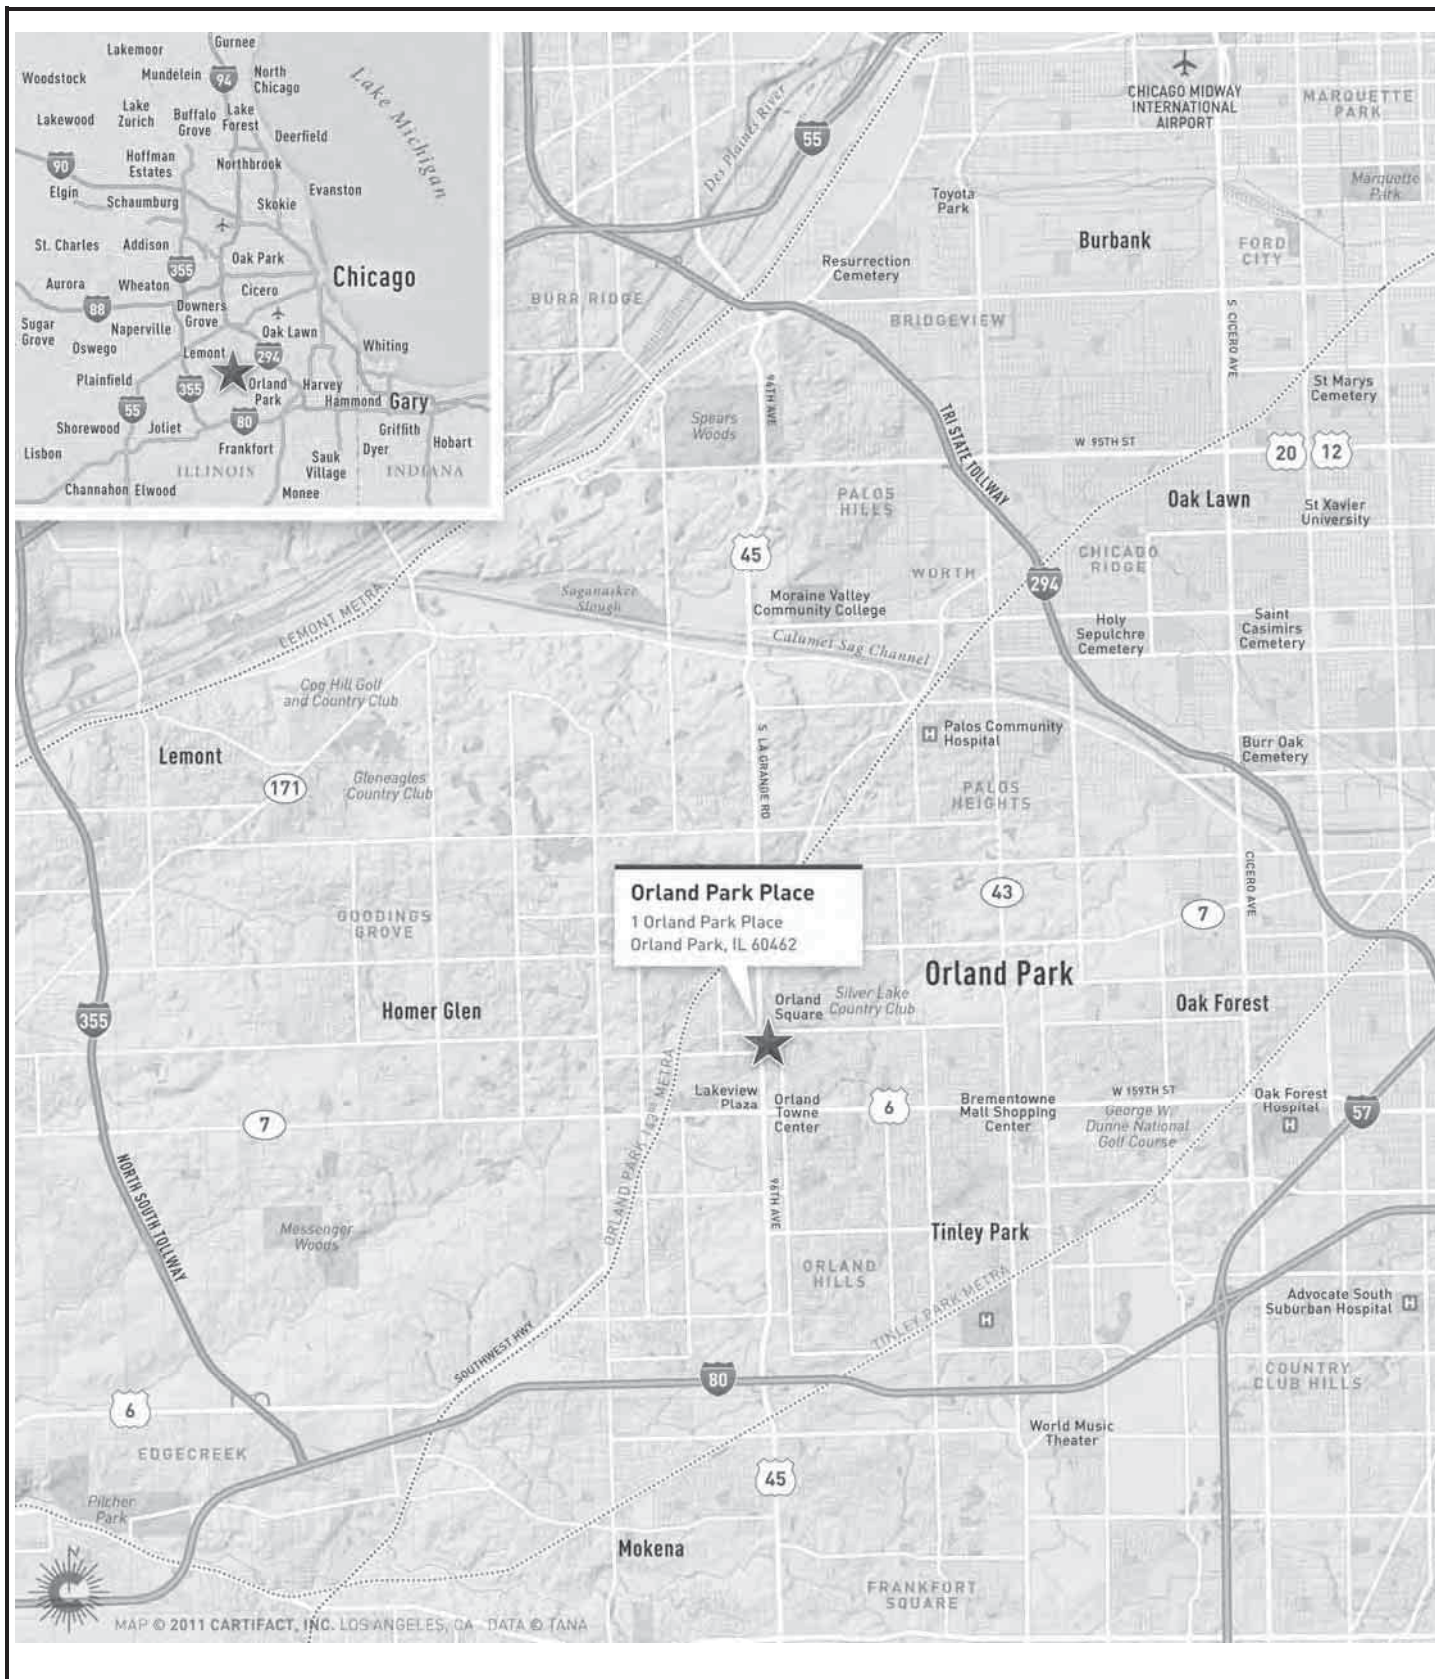 Lakemoor
Gurnee
Woodstock
Mundelein
94
North
Chicago
Lake Michigan
Lakewood
Lake
Zurich
Buffalo
Grove
Lake
Forest
Deerfield
90
Hoffman
Estates
Northbrook
Elgin
Schaumburg
Skokie
Evanston
St. Charles
Addison
355
Oak Park
Chicago
Aurora
Wheaton
Cicero
88
Downers
Grove
Sugar
Grove
Naperville
Oswego
Oak Lawn
Whiting
Lemont
294
Plainfield
355
Orland
Park
Harvey
Hammond
Gary
55
80
Shorewood
Joliet
Griffith
Lisbon
Frankfort
Sauk
Village
Dyer
Hobart
ILLINOIS
INDIANA
Channahon
Elwood
Monee
CHICAGO MIDWAY
INTERNATIONAL
AIRPORT
MARQUETTE
PARK
55
Des Plaines River
Marquette
Park
Toyota
Park
Burbank
FORD
CITY
Resurrection
Cemetery
BURR RIDGE
BRIDGEVIEW
S CICERO AVE
96TH AVE
St Marys
Cemetery
Spears
Woods
TRI STATE TOLLWAY
W 95TH ST
20
12
PALOS
HILLS
Oak Lawn
St Xavier
University
45
CHICAGO
RIDGE
WORTH
294
LEMONT METRA
Saganaskee
Slough
Moraine Valley
Community College
Holy
Sepulchre
Cemetery
Saint
Casimirs
Cemetery
Calumet Sag Channel
Cog Hill Golf
and Country Club
S LA GRANGE RD
Palos Community
Hospital
H
Burr Oak
Cemetery
Lemont
171
Gleneagles
Country Club
PALOS
HEIGHTS
Orland Park Place
1 Orland Park Place
Orland Park, IL 60462
43
CICERO AVE
7
GOODINGS
GROVE
Orland Park
Orland
Square
Silver Lake
Country Club
355
Homer Glen
Oak Forest
Lakeview
Plaza
Orland
Towne
Center
6
Brementowne
Mall Shopping
Center
W 159TH ST
George W.
Dunne National
Golf Course
Oak Forest
Hospital
H
57
7
ORLAND PARK 143RD METRA
NORTH SOUTH TOLLWAY
96TH AVE
Messenger
Woods
Tinley Park
ORLAND
HILLS
TINLEY PARK METRA
H
Advocate South
Suburban Hospital
H
SOUTHWEST HWY
80
COUNTRY
CLUB HILLS
6
EDGECREEK
World Music
Theater
45
Pilcher
Park
Mokena
FRANKFORT
SQUARE
N
C
MAP © 2011 CARTIFACT, INC. LOS ANGELES, CA DATA © TANA